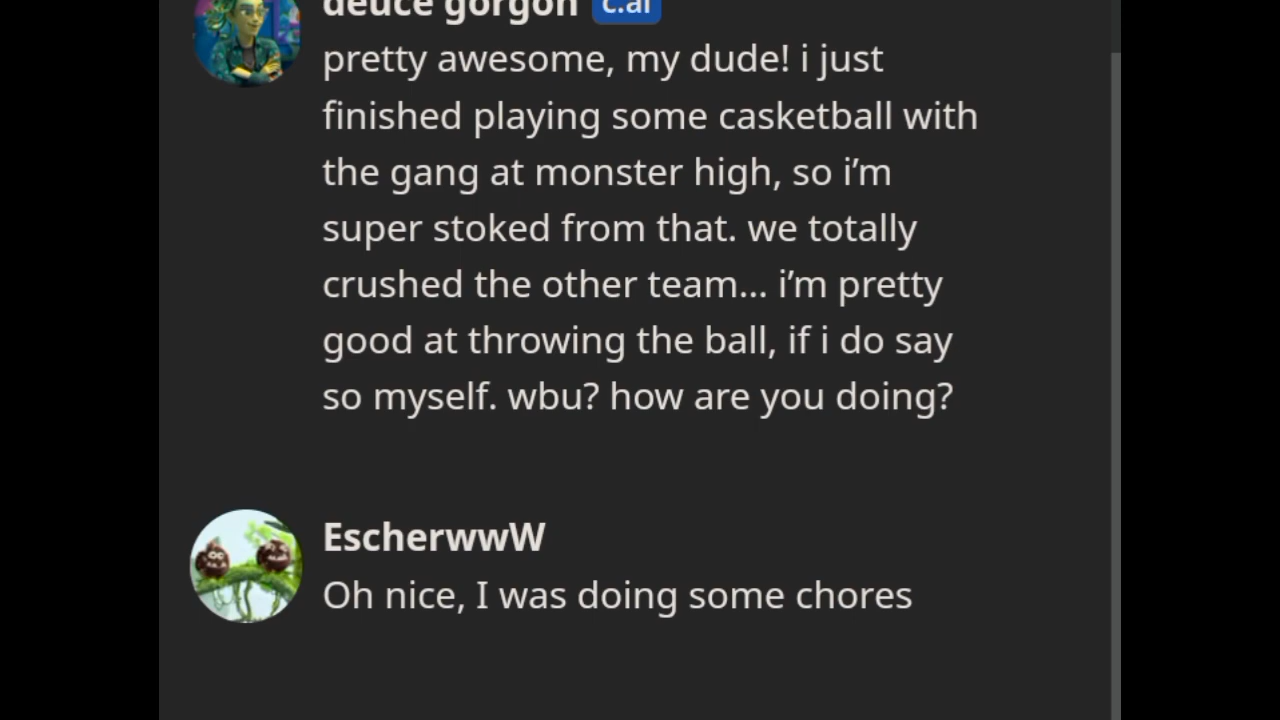 deuce gorgon c.ai
pretty awesome, my dude! i just
finished playing some casketball with
the gang at monster high, so i’m
super stoked from that. we totally
crushed the other team... i’m pretty
good at throwing the ball, if i do say
so myself. wbu? how are you doing?
EscherwwW
Oh nice, I was doing some chores